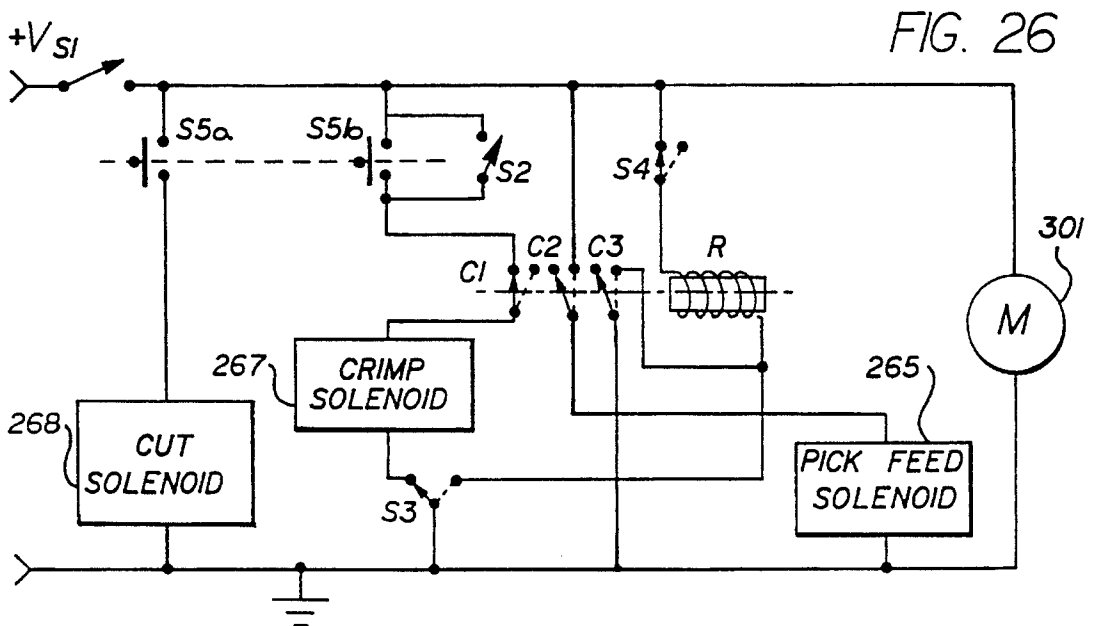 FIG. 26
+V S1
S5a
S5b
S2
S4
C1
C2
C3
R
301
M
267
CRIMP
SOLENOID
265
268
CUT
SOLENOID
PICK FEED
SOLENOID
S3